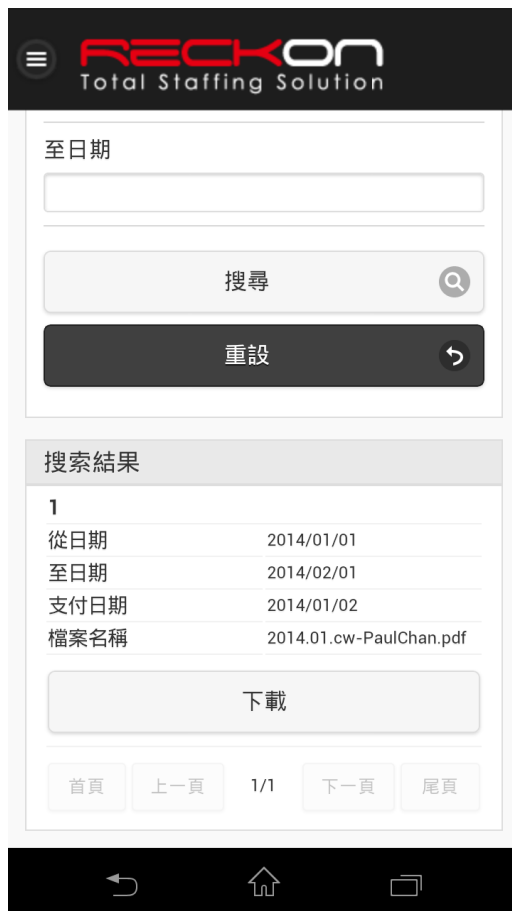 RECKON
Total Staffing Solution
至日期
搜尋
重設
搜索結果
1
從日期 2014/01/01
至日期 2014/02/01
支付日期 2014/01/02
檔案名稱 2014.01.cw-PaulChan.pdf
下載
首頁 上一頁 1/1 下一頁 尾頁